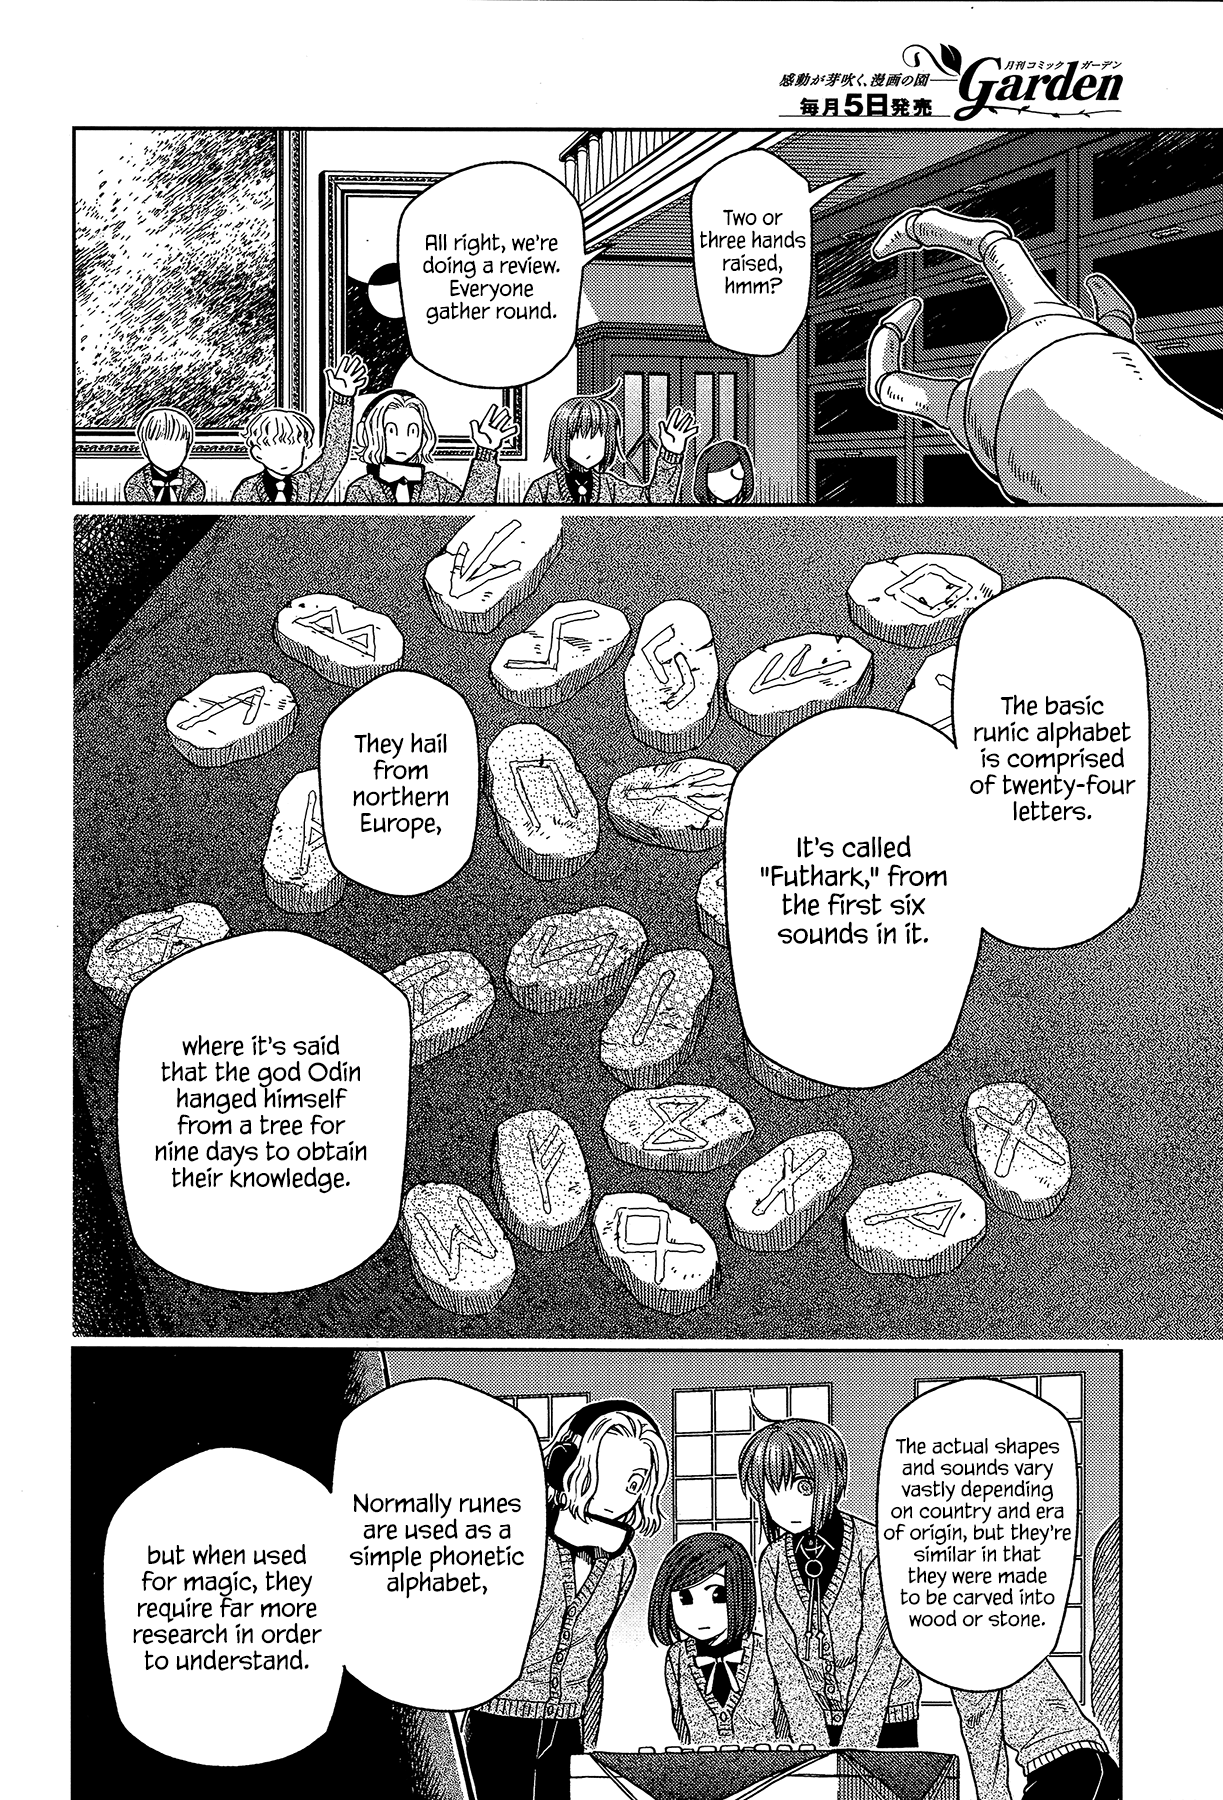 月刊コミック ガーデン
Garden
感動が芽吹く、漫画の園
毎月5日発売
Two or
three hands
raised,
hmm?
All right, we're
doing a review.
Everyone
gather round.
The basic
runic alphabet
is comprised
of twenty-four
letters.
It's called
"Futhark," from
the first six
sounds in it.
They hail
from
northern
Europe,
where it's said
that the god Odin
hanged himself
from a tree for
nine days to obtain
their knowledge.
The actual shapes
and sounds vary
vastly depending
on country and era
of origin, but they're
similar in that
they were made
to be carved into
wood or stone.
Normally runes
are used as a
simple phonetic
alphabet,
but when used
for magic, they
require far more
research in order
to understand.